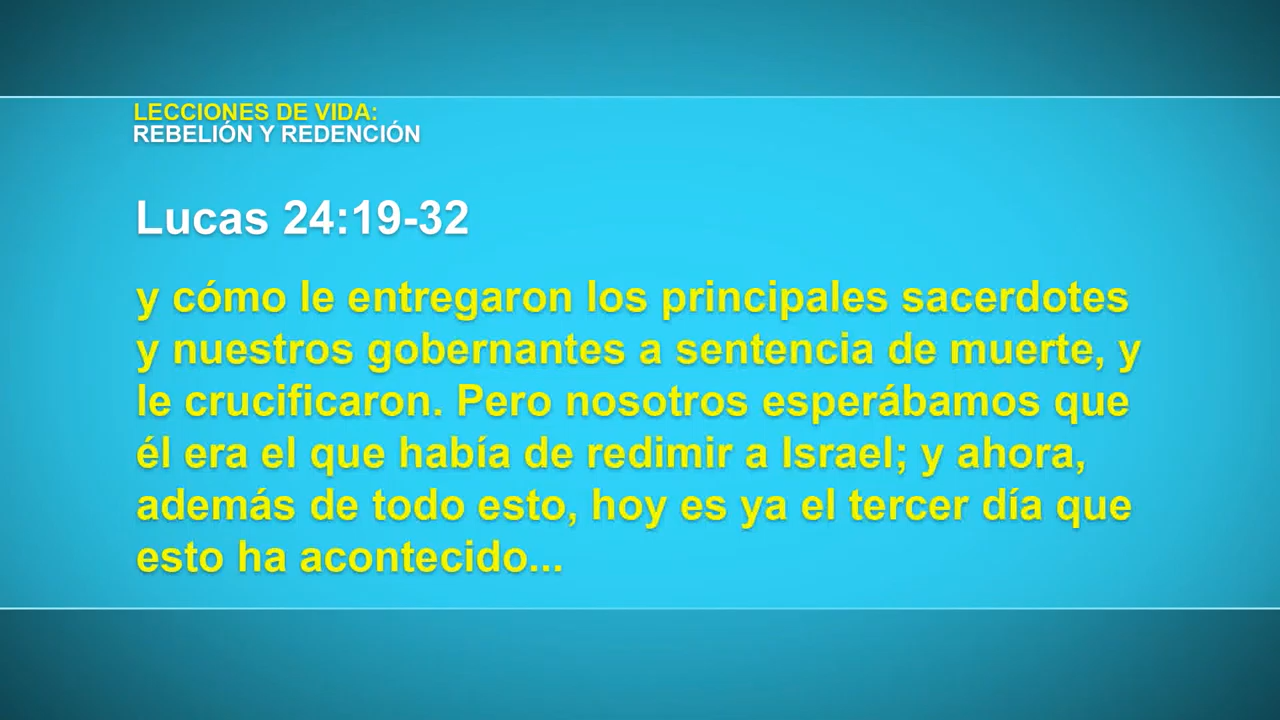 LECCIONES DE VIDA:
REBELIÓN Y REDENCIÓN
Lucas 24:19-32
y cómo le entregaron los principales sacerdotes
y nuestros gobernantes a sentencia de muerte, y
le crucificaron. Pero nosotros esperábamos que
él era el que había de redimir a Israel; y ahora,
además de todo esto, hoy es ya el tercer día que
esto ha acontecido...